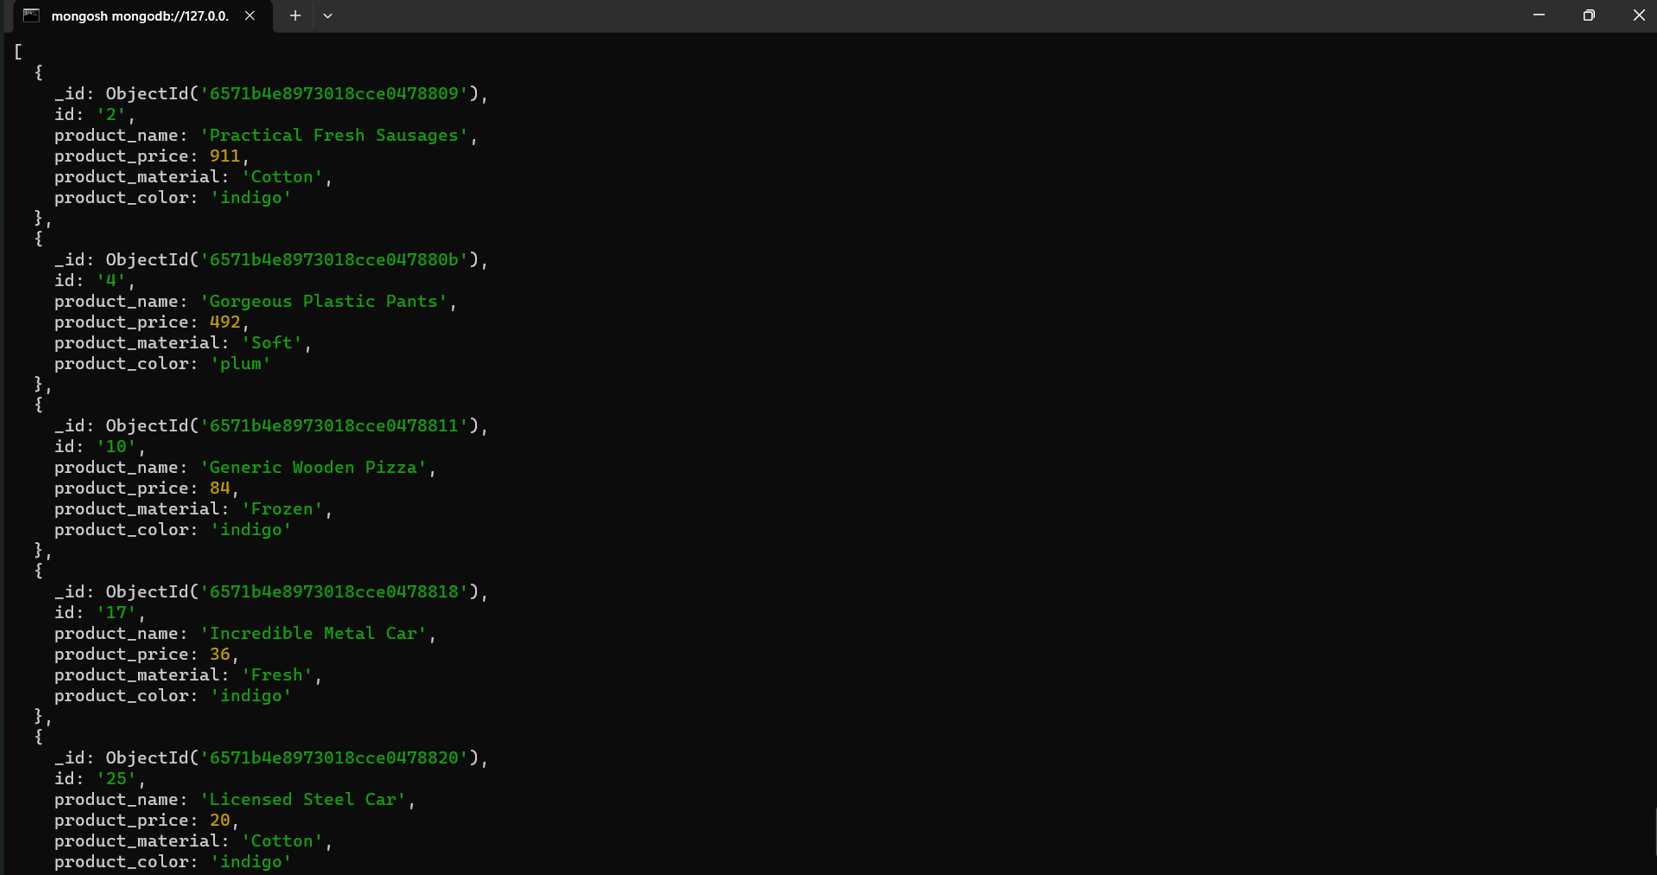 mongosh mongodb://127.0.0.
[
{
_id: ObjectId('6571b4e8973018cce0478809'),
id: '2',
product_name: 'Practical Fresh Sausages',
product_price: 911,
product_material: 'Cotton',
product_color: 'indigo'
},
{
_id: ObjectId('6571b4e8973018cce047880b'),
id: '4',
product_name: 'Gorgeous Plastic Pants',
product_price: 492,
product_material: 'Soft',
product_color: 'plum'
},
{
_id: ObjectId('6571b4e8973018cce0478811'),
id: '10',
product_name: 'Generic Wooden Pizza',
product_price: 84,
product_material: 'Frozen',
product_color: 'indigo'
},
{
_id: ObjectId('6571b4e8973018cce0478818'),
id: '17',
product_name: 'Incredible Metal Car',
product_price: 36,
product_material: 'Fresh',
product_color: 'indigo'
},
{
_id: ObjectId('6571b4e8973018cce0478820'),
id: '25',
product_name: 'Licensed Steel Car',
product_price: 20,
product_material: 'Cotton',
product_color: 'indigo'